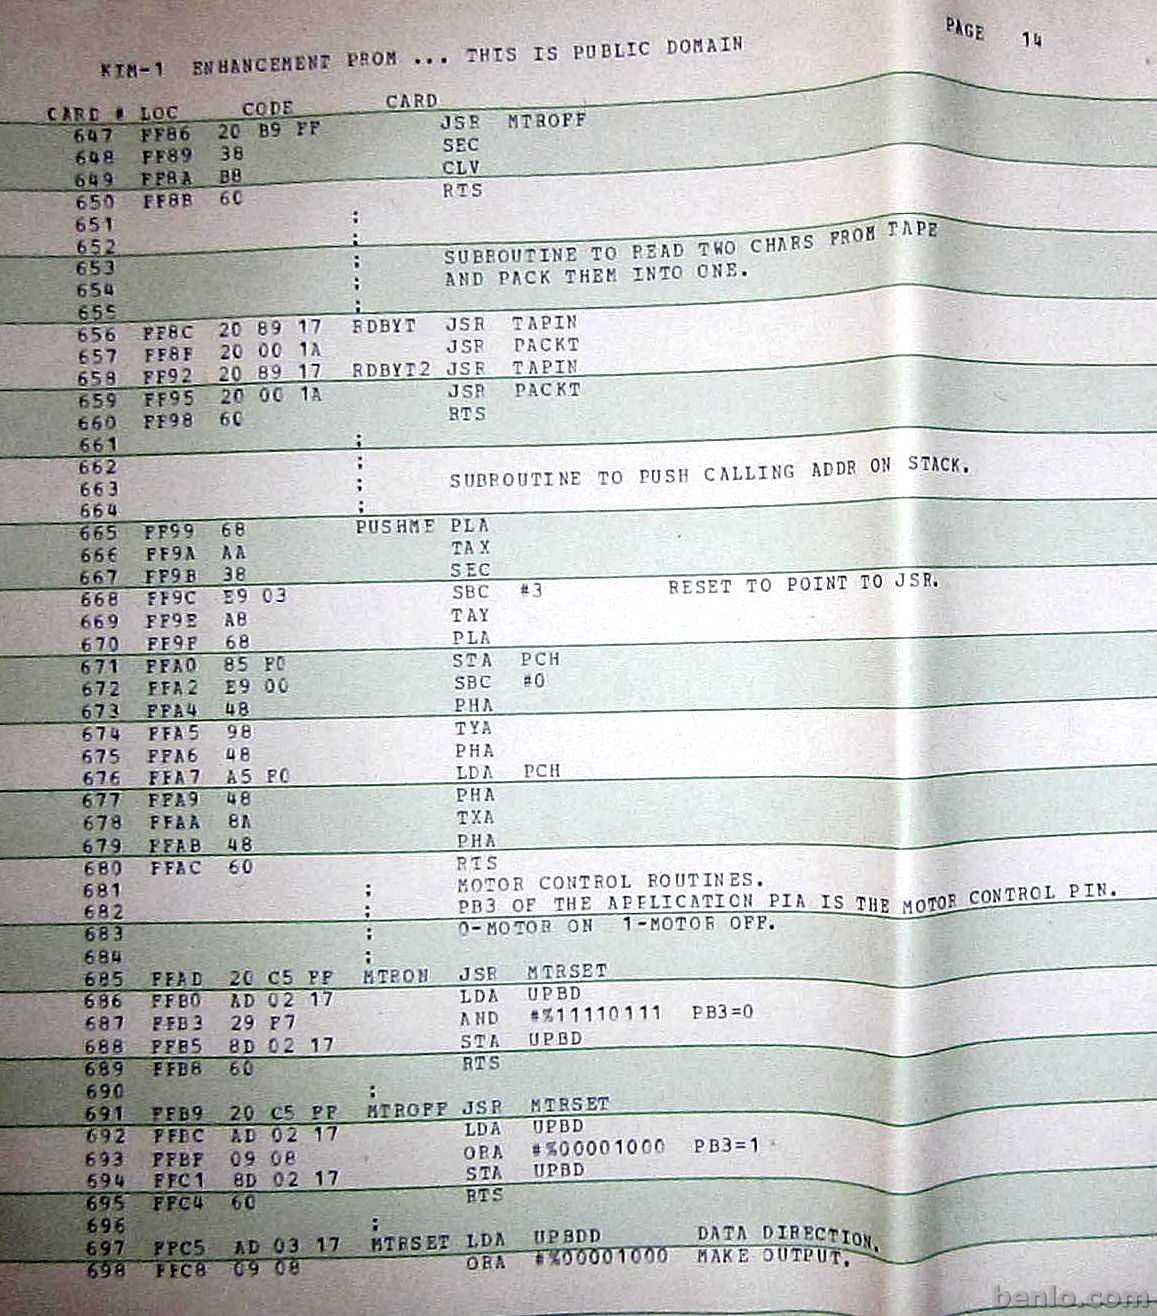 PAGE 14
KIM-1 ENHANCEMENT PROM ... THIS IS PUBLIC DOMAIN
CARD # LOC CODE CARD
647 FF86 20 B9 FF JSR MTROFF
648 FF89 38 SEC
649 FF8A B8 CLV
650 FF8B 60 RTS
651 ;
652 ;
653 ; SUBROUTINE TO READ TWO CHARS FROM TAPE
654 ; AND PACK THEM INTO ONE.
655 ;
656 FF8C 20 89 17 RDBYT JSR TAPIN
657 FF8F 20 00 1A JSR PACKT
658 FF92 20 89 17 RDBYT2 JSR TAPIN
659 FF95 20 00 1A JSR PACKT
660 FF98 60 RTS
661 ;
662 ;
663 ; SUBROUTINE TO PUSH CALLING ADDR ON STACK.
664 ;
665 FF99 68 PUSHME PLA
666 FF9A AA TAX
667 FF9B 38 SEC
668 FF9C E9 03 SBC #3 RESET TO POINT TO JSR.
669 FF9E A8 TAY
670 FF9F 68 PLA
671 FFA0 85 F0 STA PCH
672 FFA2 E9 00 SBC #0
673 FFA4 48 PHA
674 FFA5 98 TYA
675 FFA6 48 PHA
676 FFA7 A5 F0 LDA PCH
677 FFA9 48 PHA
678 FFAA 8A TXA
679 FFAB 48 PHA
680 FFAC 60 RTS
681 ; MOTOR CONTROL ROUTINES.
682 ; PB3 OF THE APPLICATION PIA IS THE MOTOR CONTROL PIN.
683 ; 0-MOTOR ON 1-MOTOR OFF.
684 ;
685 FFAD 20 C5 FF MTRON JSR MTRSET
686 FFB0 AD 02 17 LDA UPBD
687 FFB3 29 F7 AND #%11110111 PB3=0
688 FFB5 8D 02 17 STA UPBD
689 FFB8 60 RTS
690 ;
691 FFB9 20 C5 FF MTROFF JSR MTRSET
692 FFBC AD 02 17 LDA UPBD
693 FFBF 09 08 ORA #%00001000 PB3=1
694 FFC1 8D 02 17 STA UPBD
695 FFC4 60 RTS
696 ;
697 FFC5 AD 03 17 MTRSET LDA UPBDD DATA DIRECTION.
698 FFC8 09 08 ORA #%00001000 MAKE OUTPUT.
benlo.com